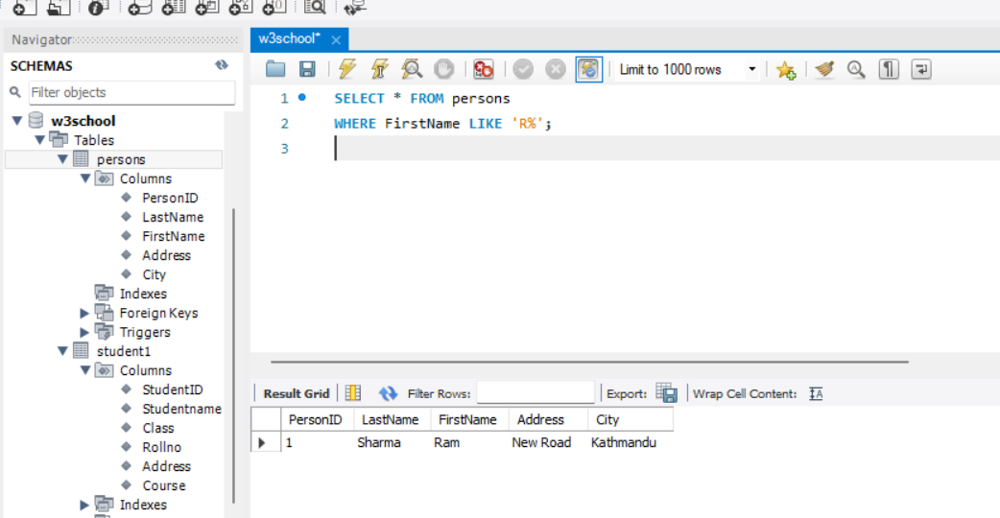 Navigator
w3school*
SCHEMAS
Filter objects
w3school
Tables
persons
Columns
PersonID
LastName
FirstName
Address
City
Indexes
Foreign Keys
Triggers
student1
Columns
StudentID
Studentname
Class
Rollno
Address
Course
Indexes
Limit to 1000 rows
1 SELECT * FROM persons
2 WHERE FirstName LIKE 'R%';
3
Result Grid Filter Rows: Export: Wrap Cell Content:
PersonID LastName FirstName Address City
1 Sharma Ram New Road Kathmandu